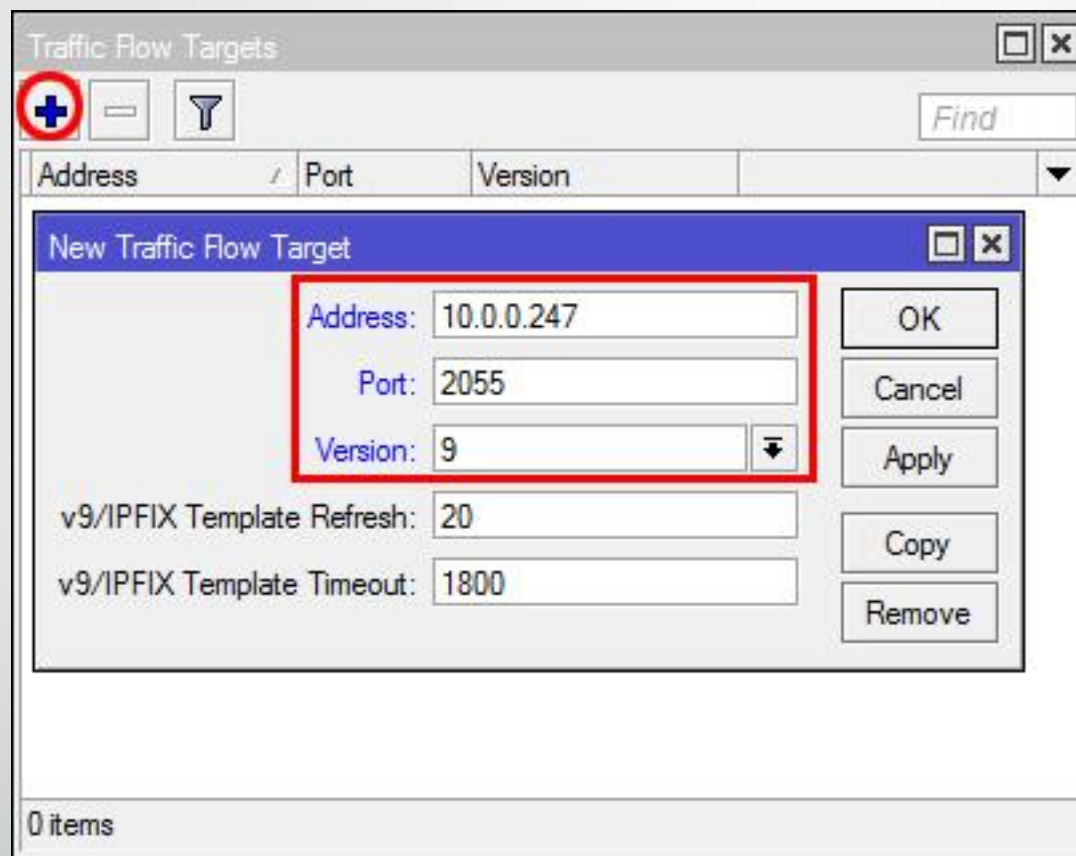 Traffic Flow Targets
Find
Address Port Version
New Traffic Flow Target
Address: 10.0.0.247
OK
Port: 2055
Cancel
Version: 9
Apply
v9/IPFIX Template Refresh: 20
Copy
v9/IPFIX Template Timeout: 1800
Remove
0 items